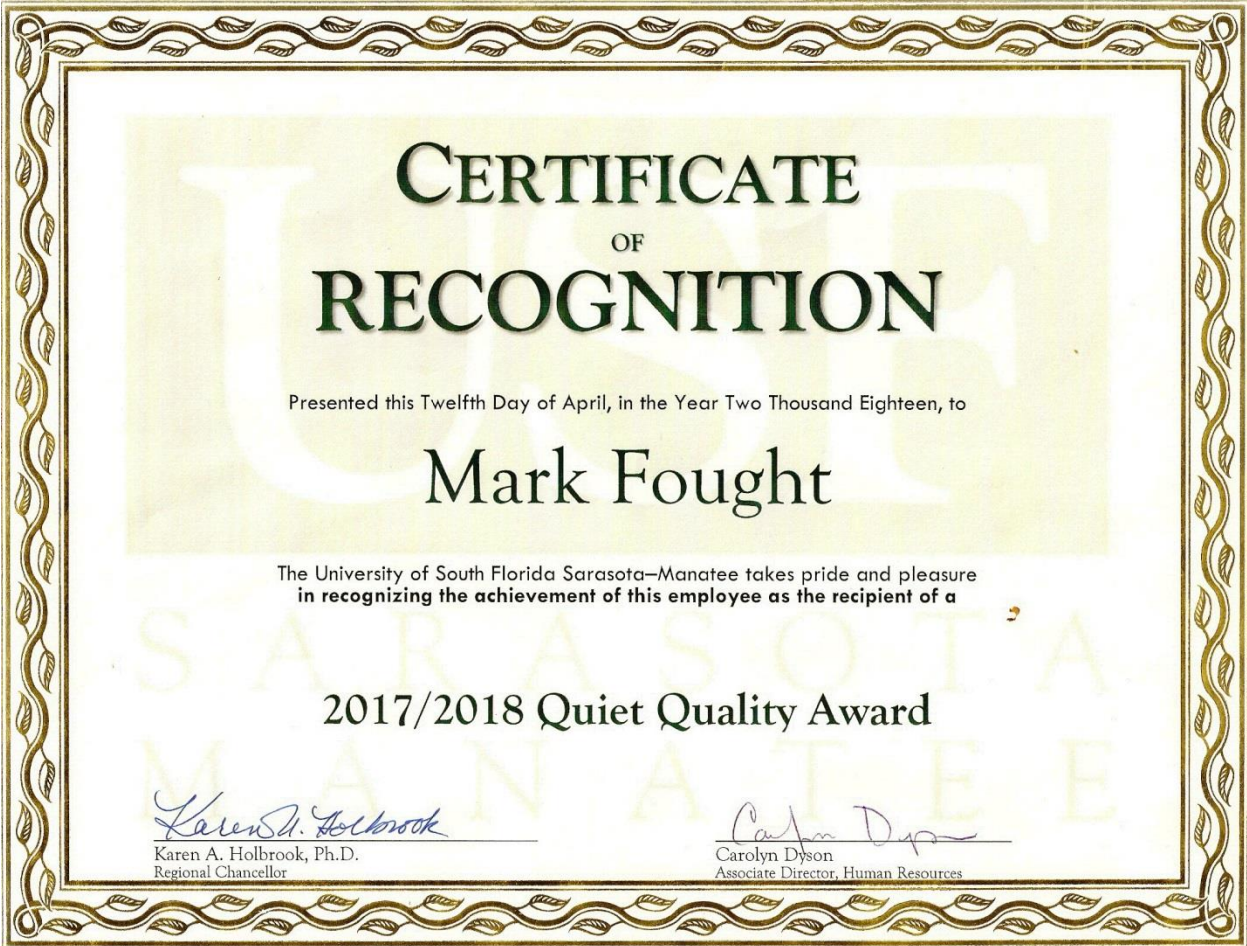 CERTIFICATE
OF
RECOGNITION
Presented this Twelfth Day of April, in the Year Two Thousand Eighteen, to
Mark Fought
The University of South Florida Sarasota–Manatee takes pride and pleasure
in recognizing the achievement of this employee as the recipient of a
2017/2018 Quiet Quality Award
Karen A. Holbrook
Karen A. Holbrook, Ph.D.
Regional Chancellor
Carolyn Dyson
Carolyn Dyson
Associate Director, Human Resources
USF
SARASOTA
MANATEE